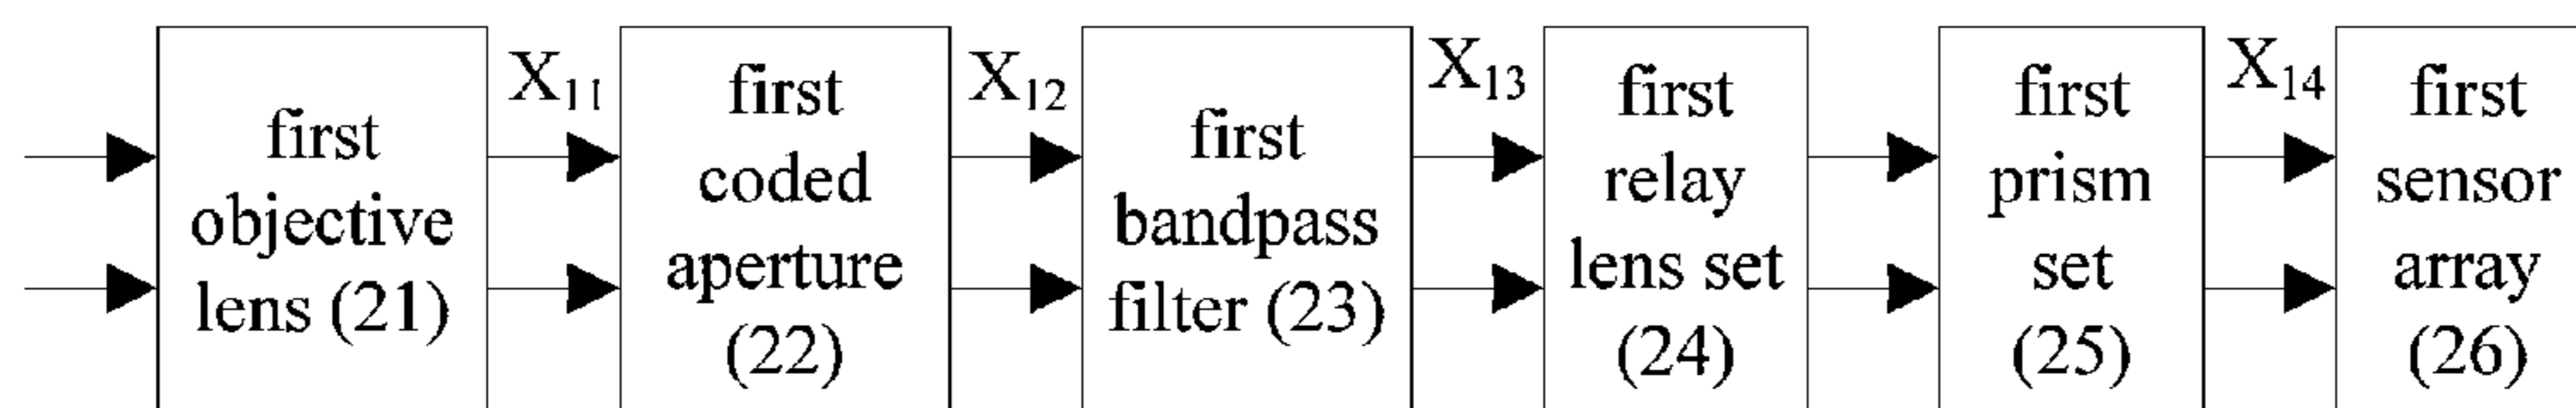 first
objective
lens (21)
X11
first
coded
aperture
(22)
X12
first
bandpass
filter (23)
X13
first
relay
lens set
(24)
first
prism
set
(25)
X14
first
sensor
array
(26)